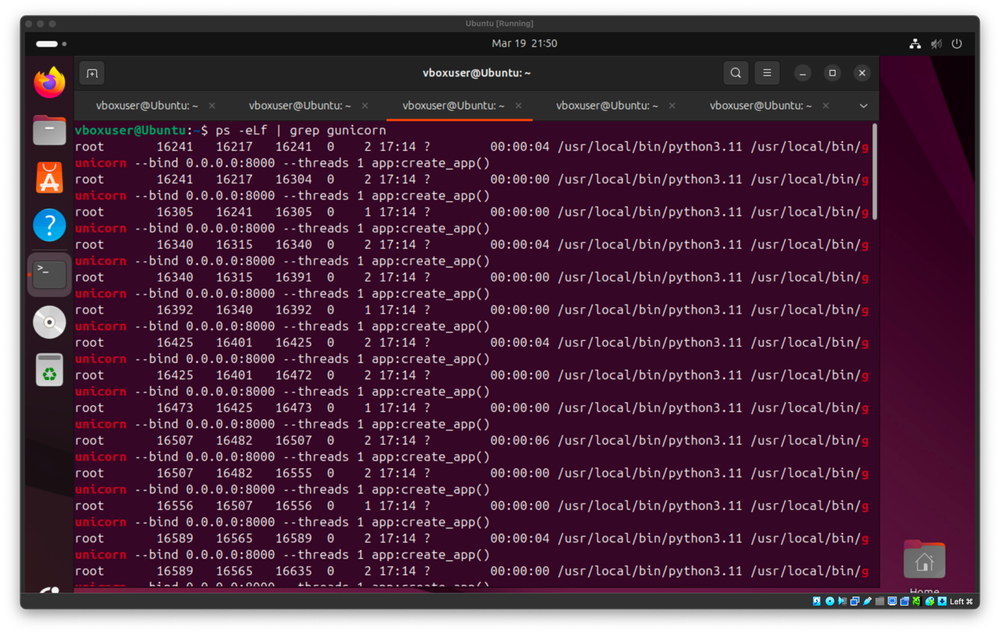 Ubuntu [Running]
Mar 19 21:50
vboxuser@Ubuntu: ~
vboxuser@Ubuntu: ~ vboxuser@Ubuntu: ~ vboxuser@Ubuntu: ~ vboxuser@Ubuntu: ~ vboxuser@Ubuntu: ~
vboxuser@Ubuntu:~$ ps -eLf | grep gunicorn
root 16241 16217 16241 0 2 17:14 ? 00:00:04 /usr/local/bin/python3.11 /usr/local/bin/g
unicorn --bind 0.0.0.0:8000 --threads 1 app:create_app()
root 16241 16217 16304 0 2 17:14 ? 00:00:00 /usr/local/bin/python3.11 /usr/local/bin/g
unicorn --bind 0.0.0.0:8000 --threads 1 app:create_app()
root 16305 16241 16305 0 1 17:14 ? 00:00:00 /usr/local/bin/python3.11 /usr/local/bin/g
unicorn --bind 0.0.0.0:8000 --threads 1 app:create_app()
root 16340 16315 16340 0 2 17:14 ? 00:00:04 /usr/local/bin/python3.11 /usr/local/bin/g
unicorn --bind 0.0.0.0:8000 --threads 1 app:create_app()
root 16340 16315 16391 0 2 17:14 ? 00:00:00 /usr/local/bin/python3.11 /usr/local/bin/g
unicorn --bind 0.0.0.0:8000 --threads 1 app:create_app()
root 16392 16340 16392 0 1 17:14 ? 00:00:00 /usr/local/bin/python3.11 /usr/local/bin/g
unicorn --bind 0.0.0.0:8000 --threads 1 app:create_app()
root 16425 16401 16425 0 2 17:14 ? 00:00:04 /usr/local/bin/python3.11 /usr/local/bin/g
unicorn --bind 0.0.0.0:8000 --threads 1 app:create_app()
root 16425 16401 16472 0 2 17:14 ? 00:00:00 /usr/local/bin/python3.11 /usr/local/bin/g
unicorn --bind 0.0.0.0:8000 --threads 1 app:create_app()
root 16473 16425 16473 0 1 17:14 ? 00:00:00 /usr/local/bin/python3.11 /usr/local/bin/g
unicorn --bind 0.0.0.0:8000 --threads 1 app:create_app()
root 16507 16482 16507 0 2 17:14 ? 00:00:06 /usr/local/bin/python3.11 /usr/local/bin/g
unicorn --bind 0.0.0.0:8000 --threads 1 app:create_app()
root 16507 16482 16555 0 2 17:14 ? 00:00:00 /usr/local/bin/python3.11 /usr/local/bin/g
unicorn --bind 0.0.0.0:8000 --threads 1 app:create_app()
root 16556 16507 16556 0 1 17:14 ? 00:00:00 /usr/local/bin/python3.11 /usr/local/bin/g
unicorn --bind 0.0.0.0:8000 --threads 1 app:create_app()
root 16589 16565 16589 0 2 17:14 ? 00:00:04 /usr/local/bin/python3.11 /usr/local/bin/g
unicorn --bind 0.0.0.0:8000 --threads 1 app:create_app()
root 16589 16565 16635 0 2 17:14 ? 00:00:00 /usr/local/bin/python3.11 /usr/local/bin/g
unicorn --bind 0.0.0.0:8000 --threads 1 app:create_app()
Home
Left ⌘